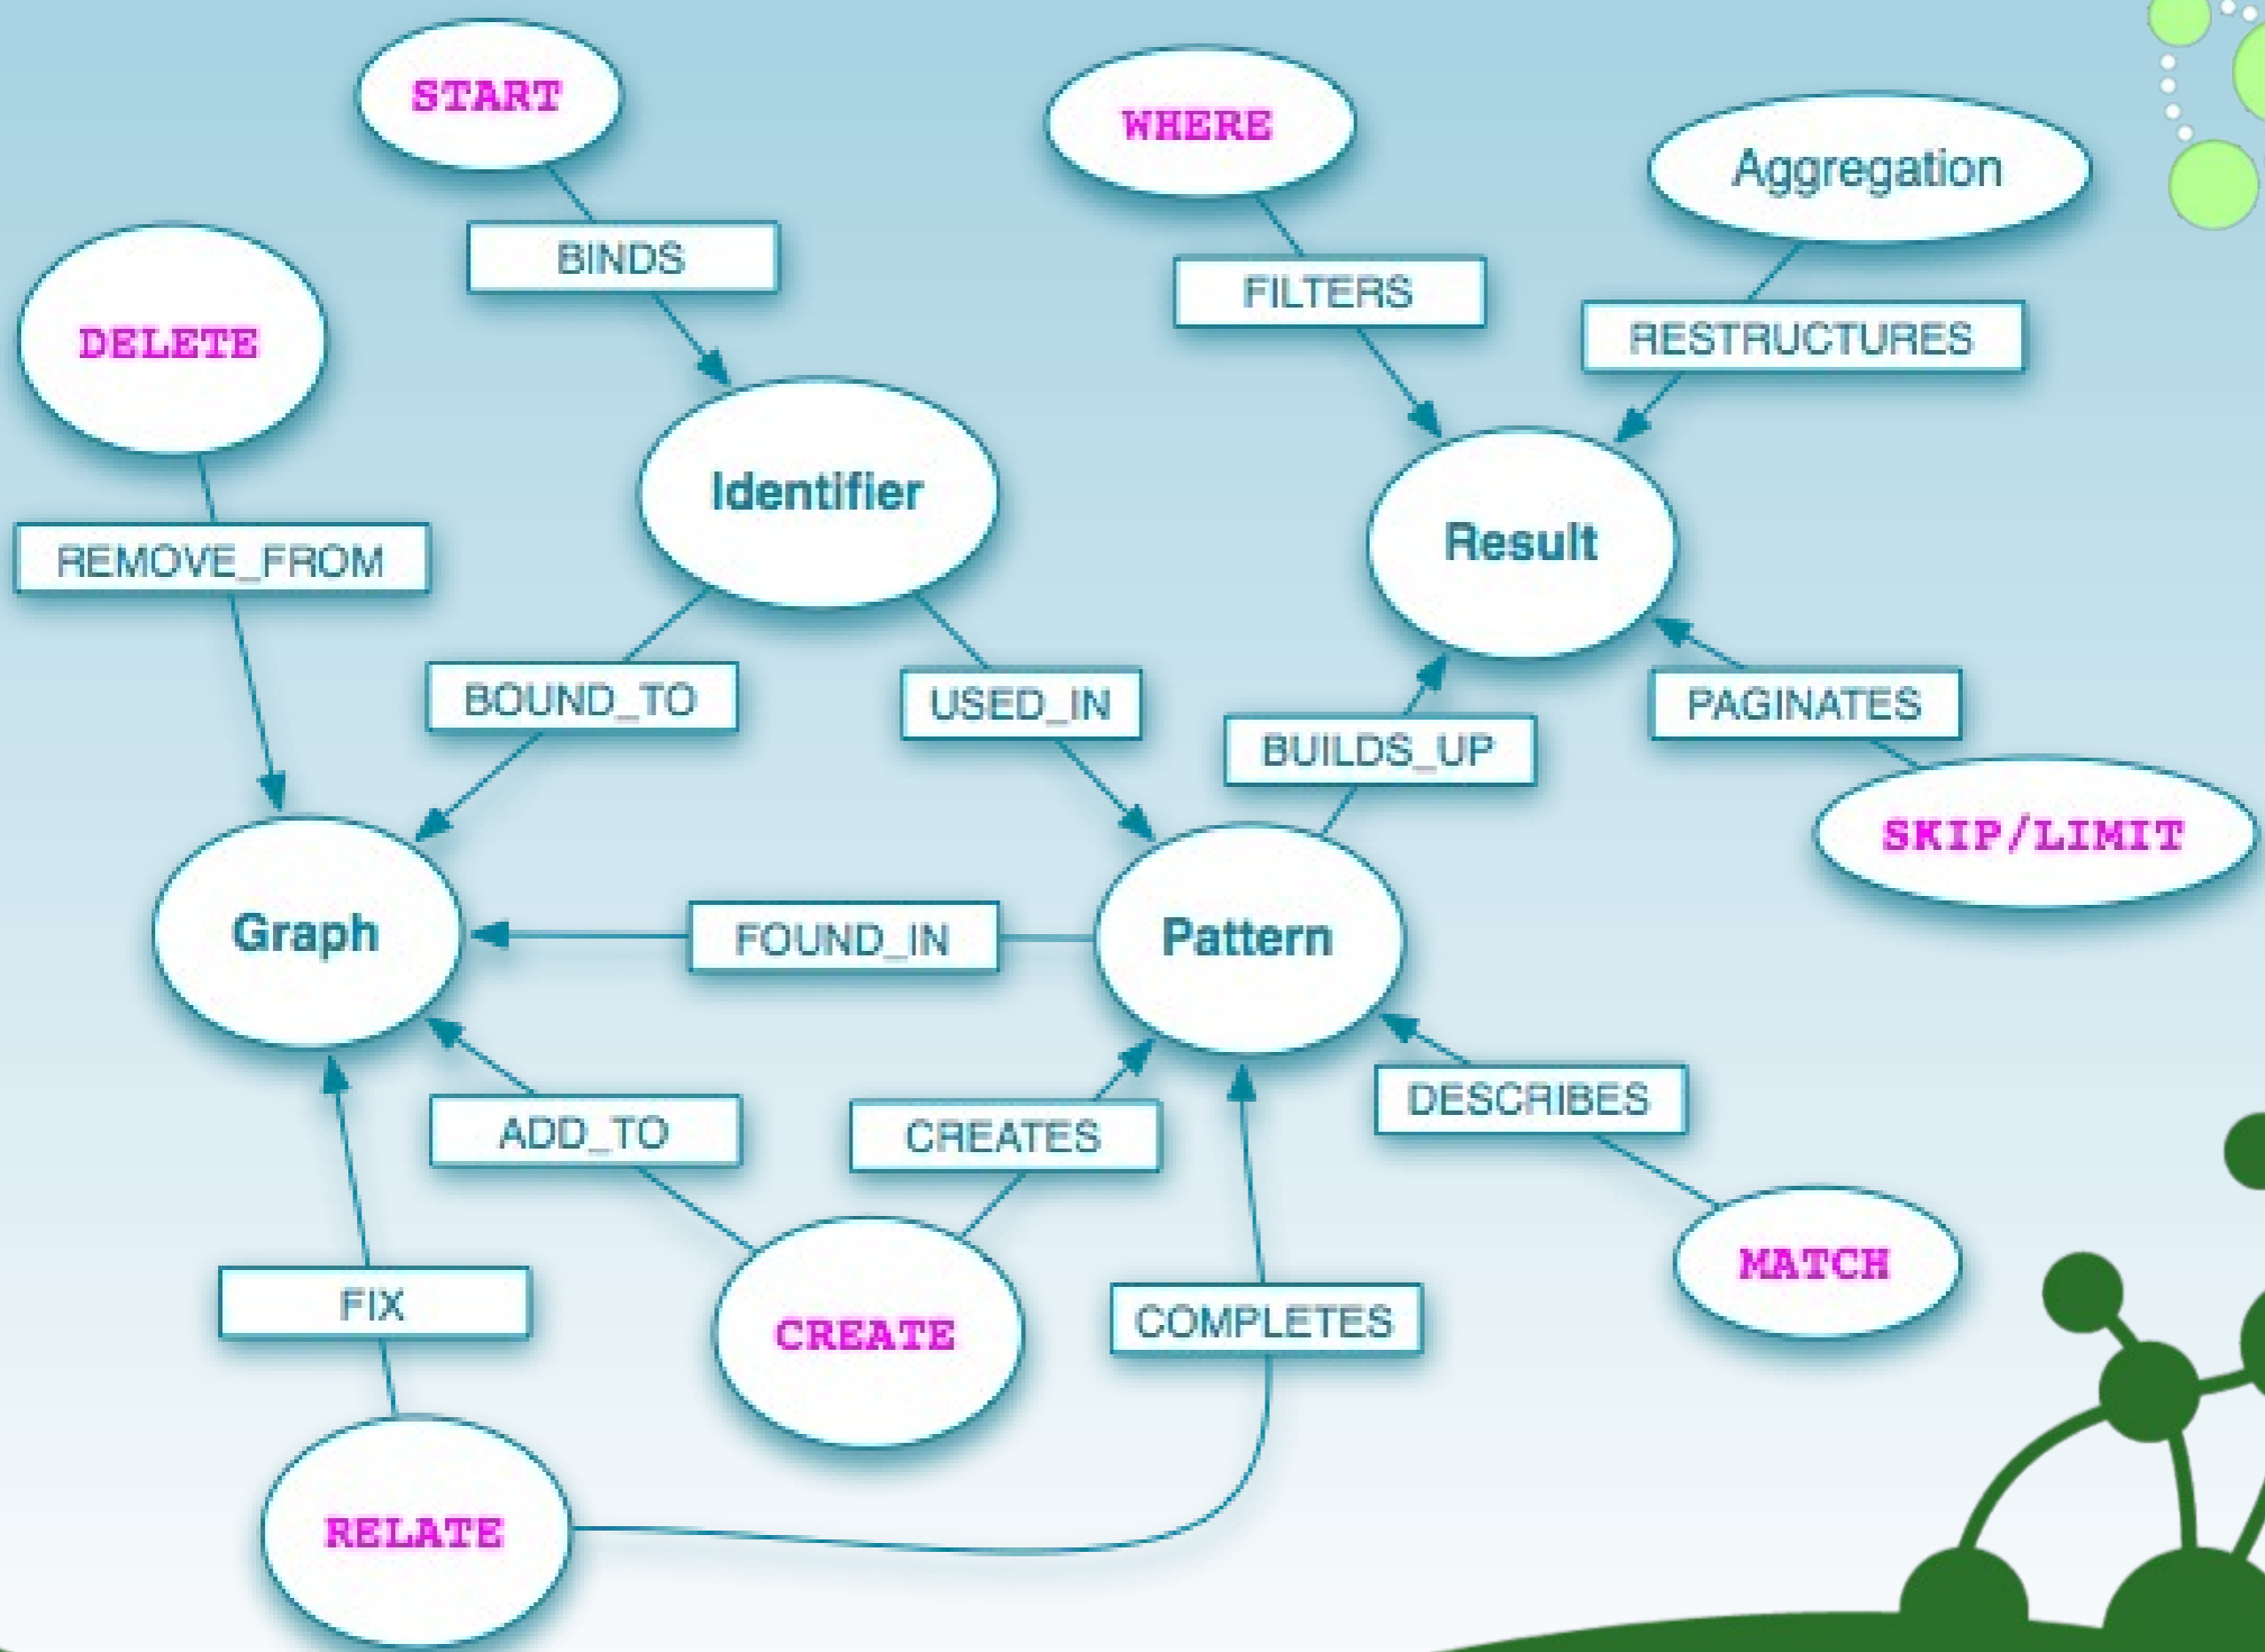 START
WHERE
Aggregation
BINDS
FILTERS
RESTRUCTURES
DELETE
Identifier
Result
REMOVE_FROM
BOUND_TO
USED_IN
BUILDS_UP
PAGINATES
SKIP/LIMIT
Graph
FOUND_IN
Pattern
ADD_TO
CREATES
DESCRIBES
MATCH
FIX
CREATE
COMPLETES
RELATE